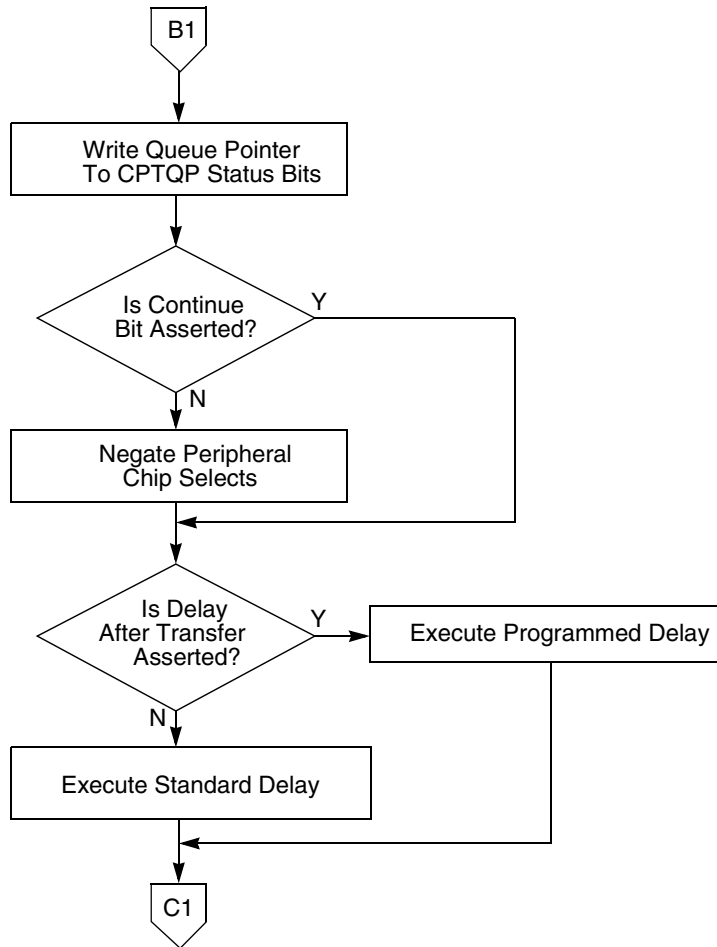 B1
Write Queue Pointer
To CPTQP Status Bits
Is Continue
Bit Asserted?
Y
N
Negate Peripheral
Chip Selects
Is Delay
After Transfer
Asserted?
Y
Execute Programmed Delay
N
Execute Standard Delay
C1